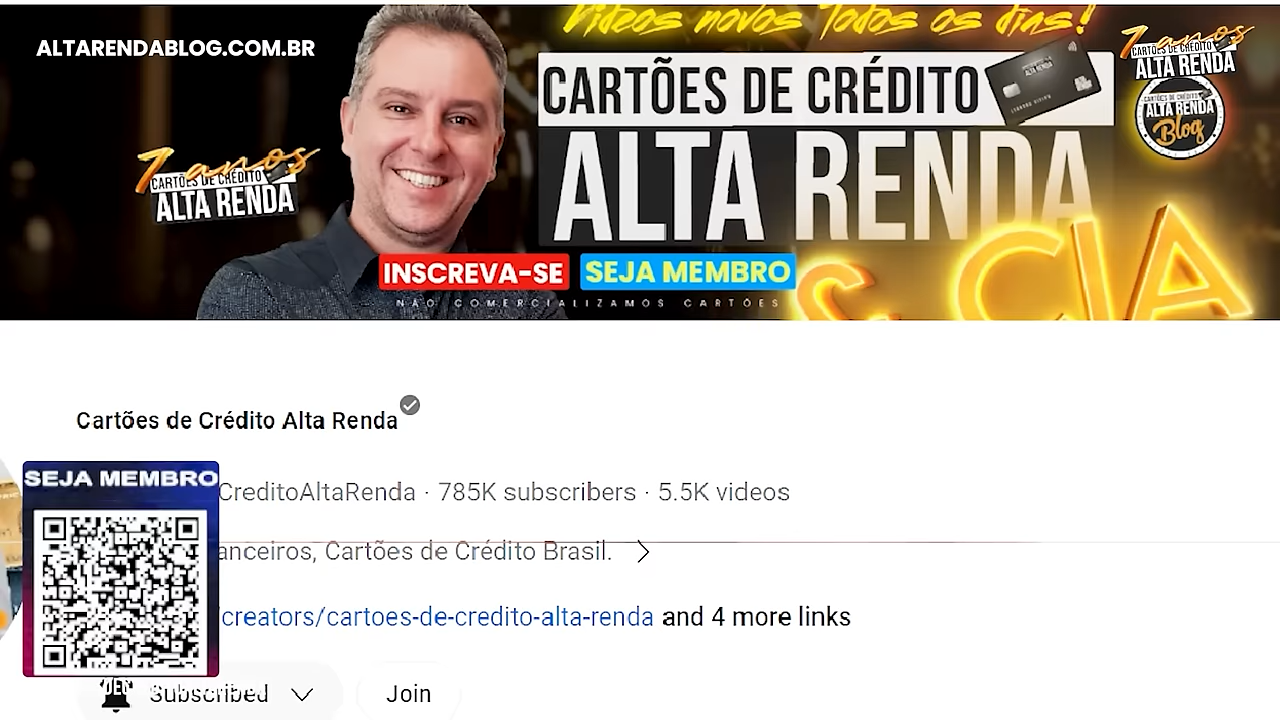 Videos novos Todos os dias!
ALTARENDABLOG.COM.BR
CARTÕES DE CRÉDITO
ALTA RENDA
& CIA
7 anos
CARTÕES DE CRÉDITO
ALTA RENDA
CARTÕES DE CRÉDITO
ALTA RENDA
Blog
7 anos
CARTÕES DE CRÉDITO
ALTA RENDA
INSCREVA-SE
SEJA MEMBRO
NÃO COMERCIALIZAMOS CARTÕES
Cartões de Crédito Alta Renda
SEJA MEMBRO
CreditoAltaRenda · 785K subscribers · 5.5K videos
anceiros, Cartões de Crédito Brasil.
/creators/cartoes-de-credito-alta-renda and 4 more links
Subscribed
Join